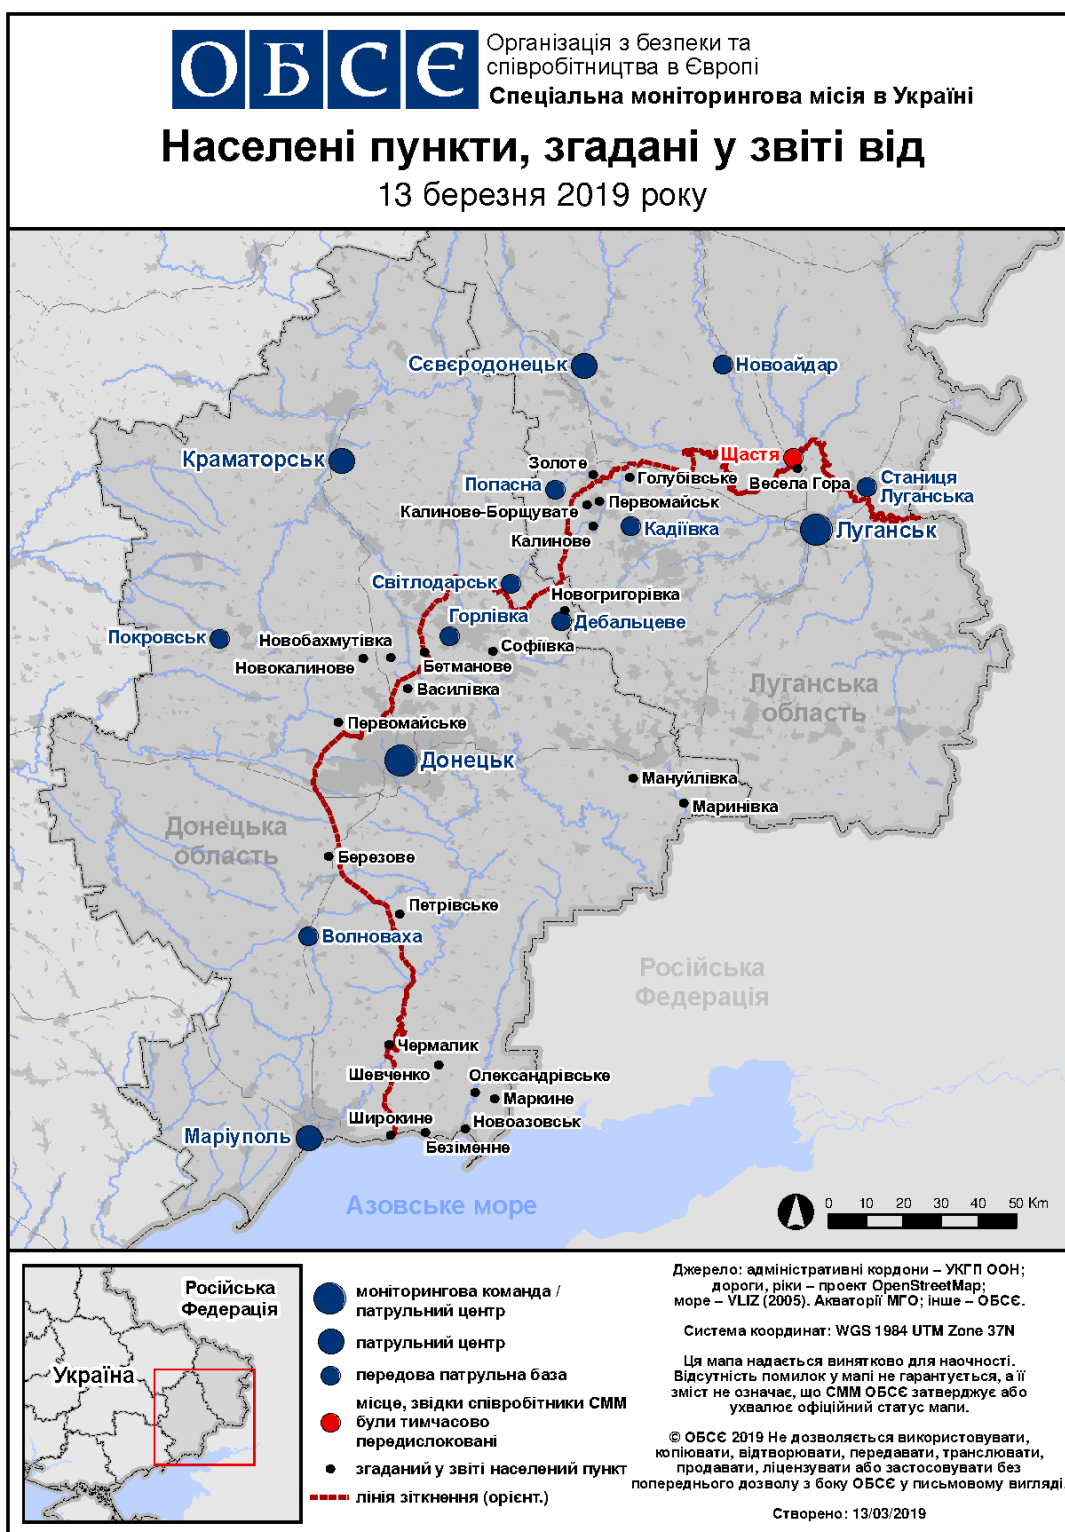 ОБСЄ
Організація з безпеки та
співробітництва в Європі
Спеціальна моніторингова місія в Україні
Населені пункти, згадані у звіті від
13 березня 2019 року
Сєвєродонецьк
Новоайдар
Краматорськ
Щастя
Золоте
Голубівське
Весела Гора
Станиця
Луганська
Попасна
Первомайськ
Калинове-Борщувате
Кадіївка
Луганськ
Калинове
Світлодарськ
Новогригорівка
Горлівка
Дебальцеве
Покровськ
Новобахмутівка
Софіївка
Новокалинове
Бетманове
Василівка
Луганська
область
Первомайське
Донецьк
Мануйлівка
Маринівка
Донецька
область
Березове
Петрівське
Волноваха
Російська
Федерація
Чермалик
Шевченко
Олександрівське
Маркине
Широкине
Новоазовськ
Маріуполь
Безіменне
Азовське море
0 10 20 30 40 50 Km
Російська
Федерація
Україна
моніторингова команда /
патрульний центр
патрульний центр
передова патрульна база
місце, звідки співробітники СММ
були тимчасово
передислоковані
згаданий у звіті населений пункт
лінія зіткнення (орієнт.)
Джерело: адміністративні кордони – УКГП ООН;
дороги, ріки – проект OpenStreetMap;
море – VLIZ (2005). Акваторії МГО; інше – ОБСЄ.
Система координат: WGS 1984 UTM Zone 37N
Ця мапа надається винятково для наочності.
Відсутність помилок у мапі не гарантується, а її
зміст не означає, що СММ ОБСЄ затверджує або
ухвалює офіційний статус мапи.
© ОБСЄ 2019 Не дозволяється використовувати,
копіювати, відтворювати, передавати, транслювати,
продавати, ліцензувати або застосовувати без
попереднього дозволу з боку ОБСЄ у письмовому вигляді.
Створено: 13/03/2019